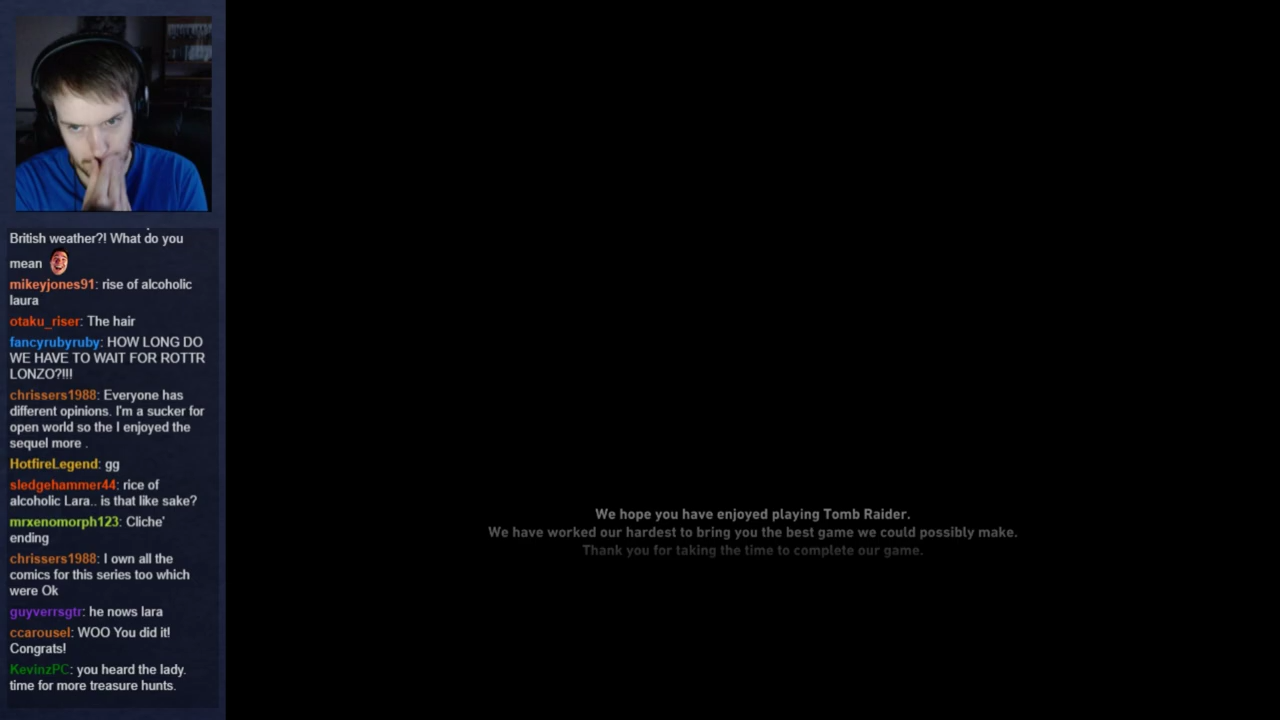 British weather?! What do you
mean
mikeyjones91: rise of alcoholic
laura
otaku_riser: The hair
fancyrubyruby: HOW LONG DO
WE HAVE TO WAIT FOR ROTTR
LONZO?!!!
chrissers1988: Everyone has
different opinions. I'm a sucker for
open world so the I enjoyed the
sequel more .
HotfireLegend: gg
sledgehammer44: rice of
alcoholic Lara.. is that like sake?
mrxenomorph123: Cliche'
ending
chrissers1988: I own all the
comics for this series too which
were Ok
guyverrsgtr: he nows lara
ccarousel: WOO You did it!
Congrats!
KevinzPC: you heard the lady.
time for more treasure hunts.
We hope you have enjoyed playing Tomb Raider.
We have worked our hardest to bring you the best game we could possibly make.
Thank you for taking the time to complete our game.